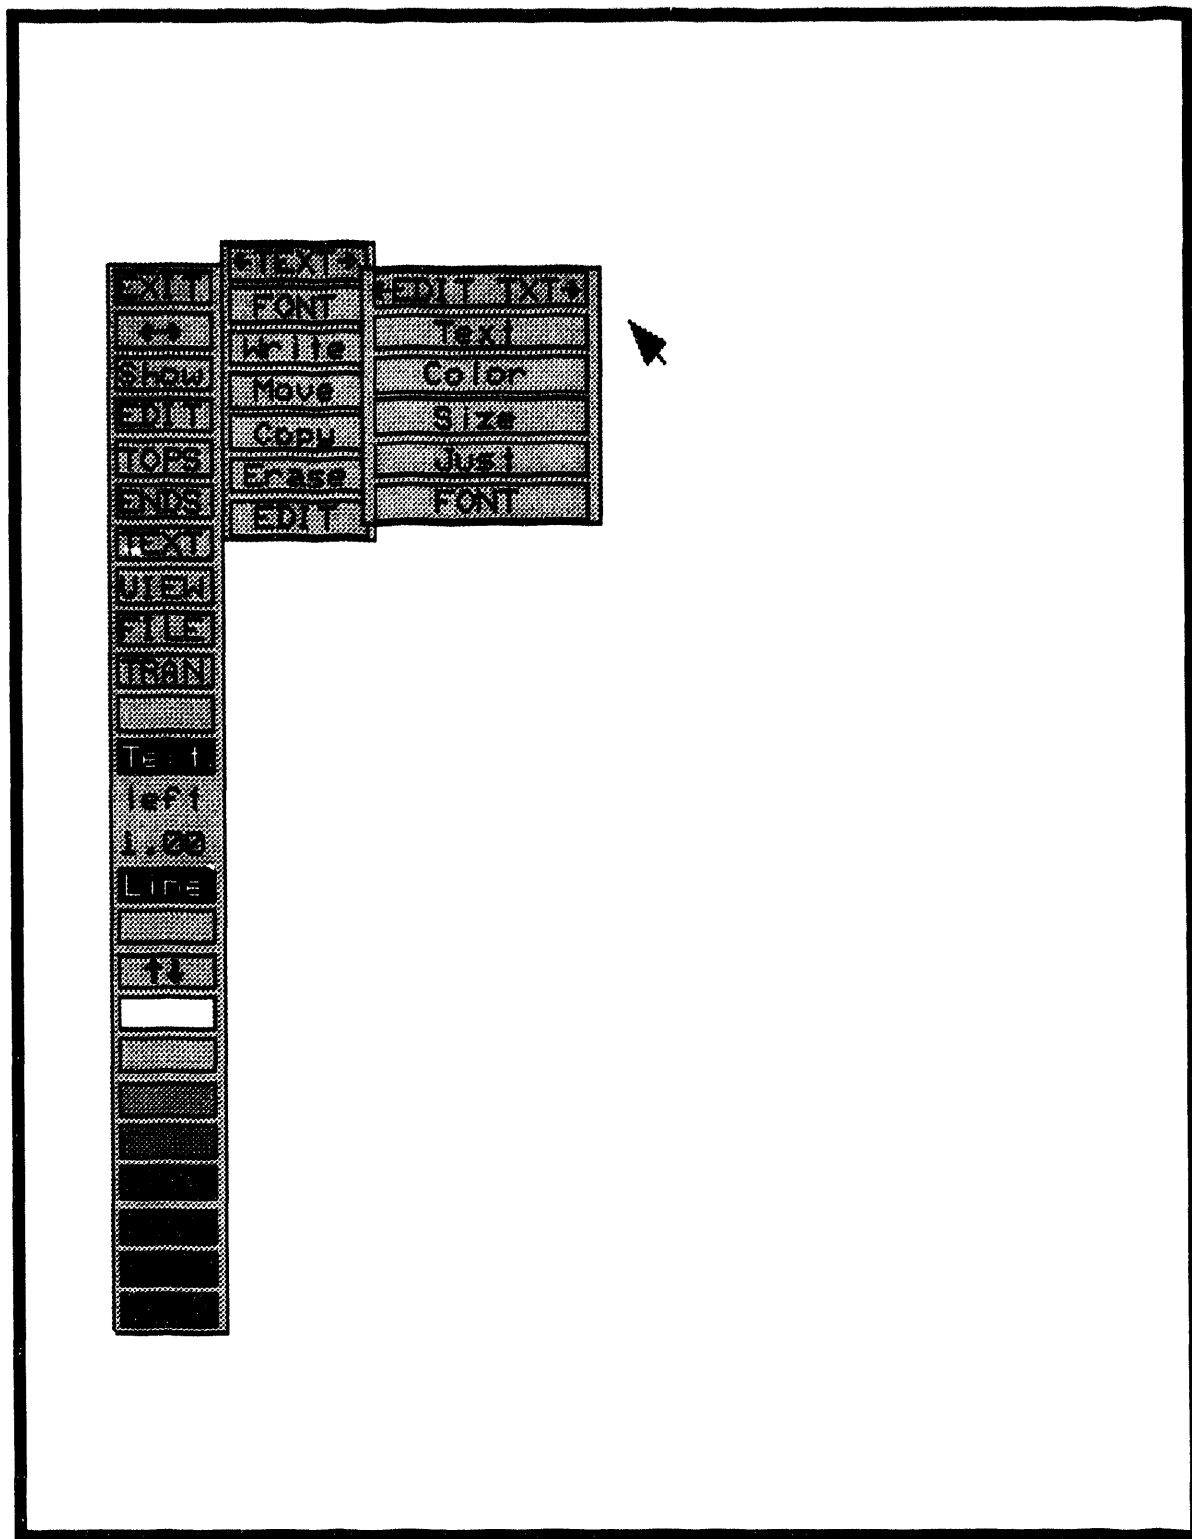 EXIT
←→
Show
EDIT
TOPS
ENDS
TEXT
VIEW
FILE
TRAN
Text
left
1.00
Line
↑↓
←TEXT→
FONT
Write
Move
Copy
Erase
EDIT
←EDIT TXT→
Text
Color
Size
Just
FONT